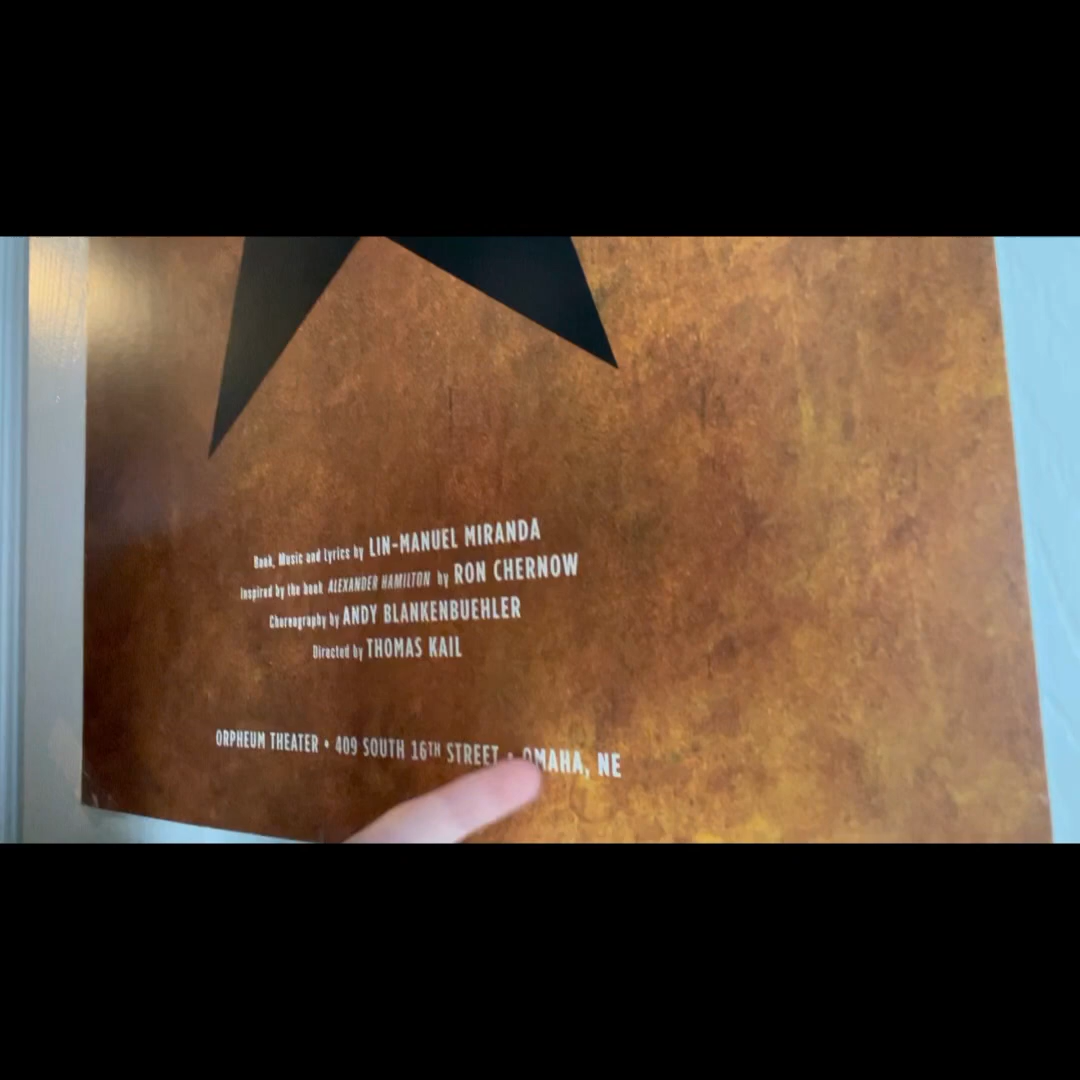 Book, Music and Lyrics by LIN-MANUEL MIRANDA
Inspired by the book ALEXANDER HAMILTON by RON CHERNOW
Choreography by ANDY BLANKENBUEHLER
Directed by THOMAS KAIL
ORPHEUM THEATER • 409 SOUTH 16TH STREET • OMAHA, NE